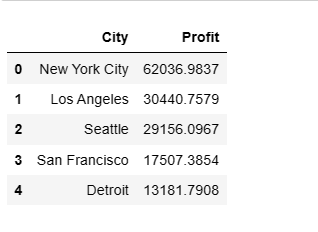 City Profit
0 New York City 62036.9837
1 Los Angeles 30440.7579
2 Seattle 29156.0967
3 San Francisco 17507.3854
4 Detroit 13181.7908